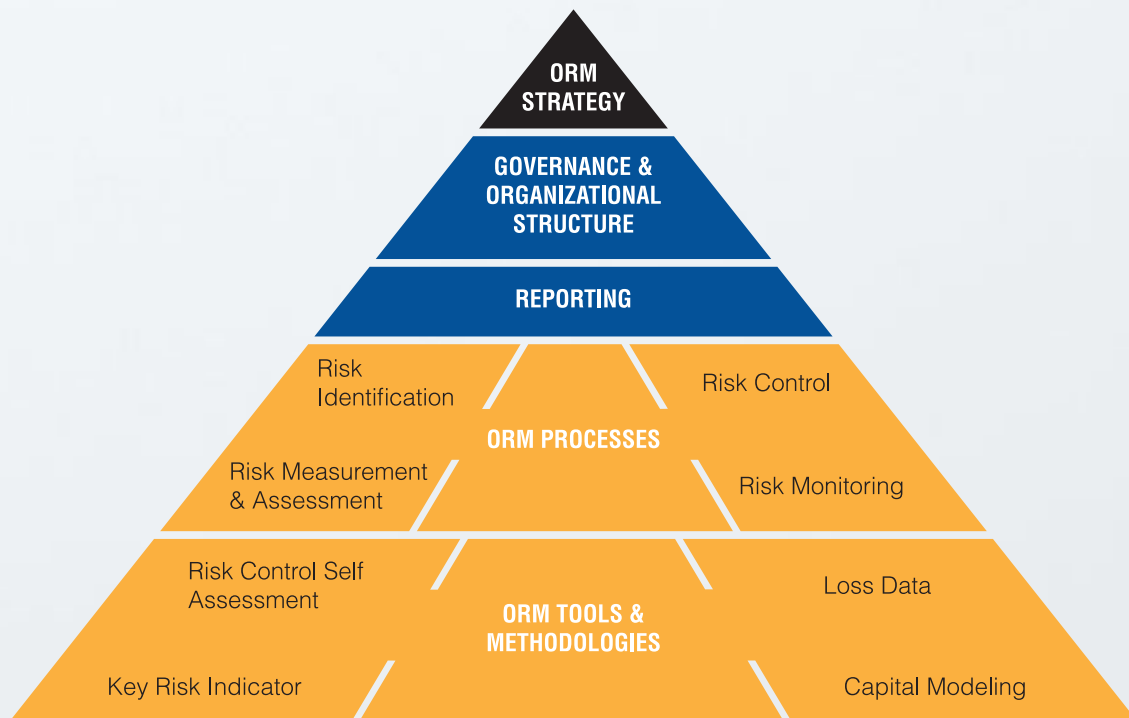 ORM
STRATEGY
GOVERNANCE &
ORGANIZATIONAL
STRUCTURE
REPORTING
Risk
Identification
Risk Control
ORM PROCESSES
Risk Measurement
& Assessment
Risk Monitoring
Risk Control Self
Assessment
Loss Data
ORM TOOLS &
METHODOLOGIES
Key Risk Indicator
Capital Modeling